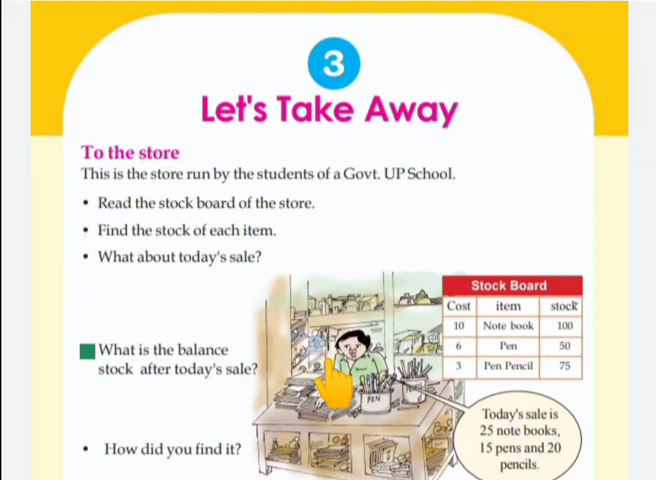 3
Let's Take Away
To the store
This is the store run by the students of a Govt. UP School.
• Read the stock board of the store.
• Find the stock of each item.
• What about today's sale?
Stock Board
Cost item stock
10 Note book 100
6 Pen 50
3 Pen Pencil 75
What is the balance
stock after today's sale?
PEN
Today's sale is
25 note books,
15 pens and 20
pencils.
• How did you find it?